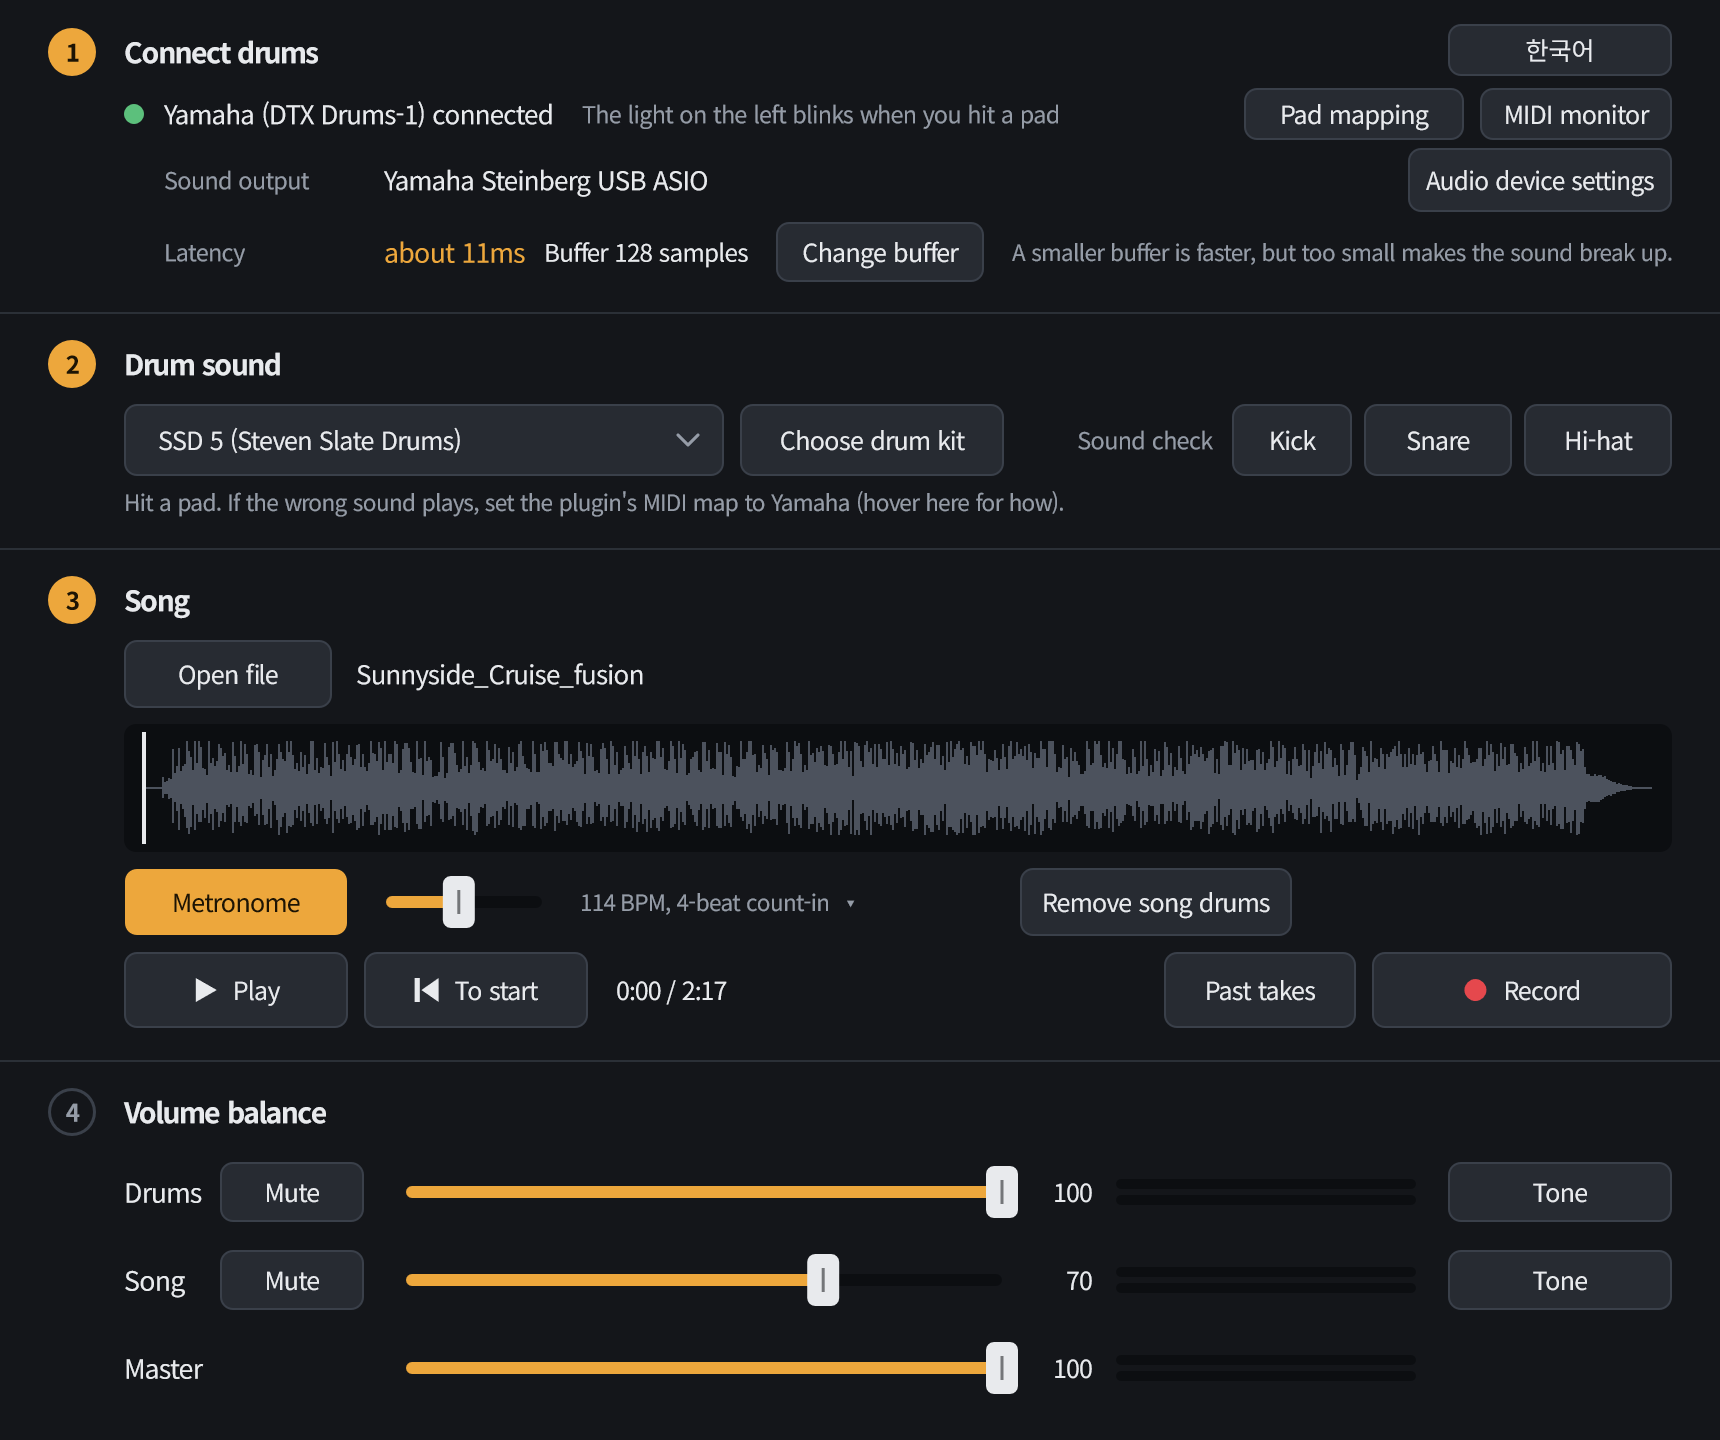 1 Connect drums 한국어
Yamaha (DTX Drums-1) connected The light on the left blinks when you hit a pad Pad mapping MIDI monitor
Sound output Yamaha Steinberg USB ASIO Audio device settings
Latency about 11ms Buffer 128 samples Change buffer A smaller buffer is faster, but too small makes the sound break up.
2 Drum sound
SSD 5 (Steven Slate Drums) Choose drum kit Sound check Kick Snare Hi-hat
Hit a pad. If the wrong sound plays, set the plugin's MIDI map to Yamaha (hover here for how).
3 Song
Open file Sunnyside_Cruise_fusion
Metronome 114 BPM, 4-beat count-in Remove song drums
Play To start 0:00 / 2:17 Past takes Record
4 Volume balance
Drums Mute 100 Tone
Song Mute 70 Tone
Master 100